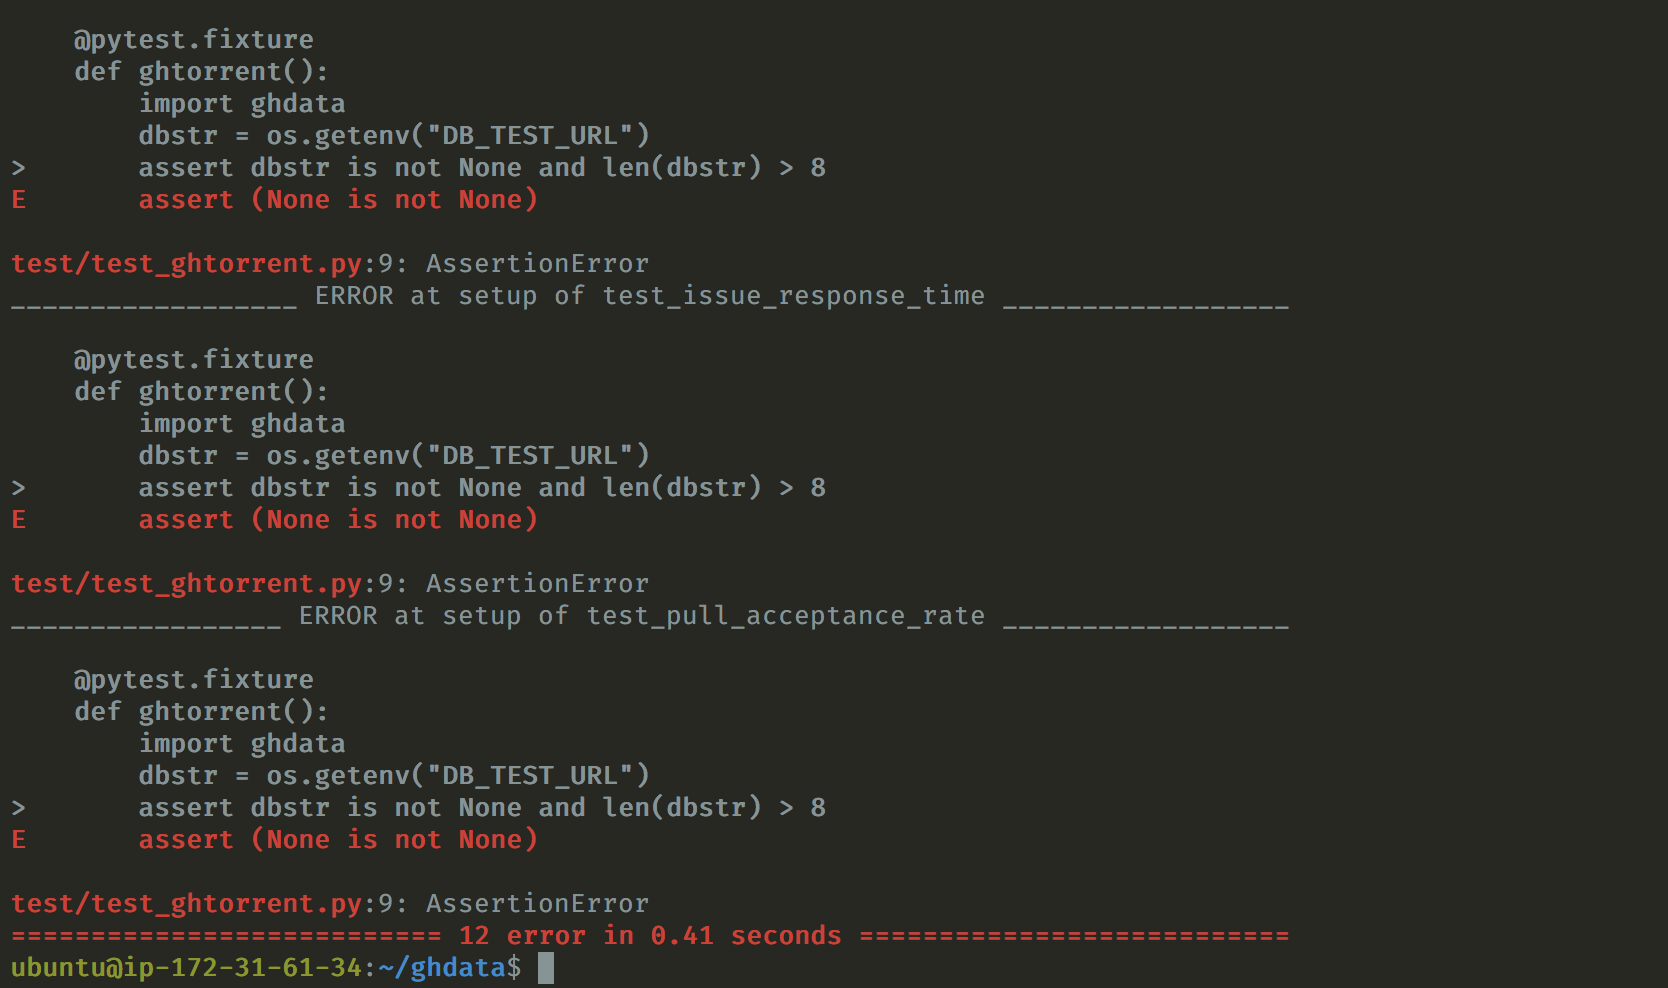 @pytest.fixture
    def ghtorrent():
        import ghdata
        dbstr = os.getenv("DB_TEST_URL")
>       assert dbstr is not None and len(dbstr) > 8
E       assert (None is not None)

test/test_ghtorrent.py:9: AssertionError
__________________ ERROR at setup of test_issue_response_time __________________

    @pytest.fixture
    def ghtorrent():
        import ghdata
        dbstr = os.getenv("DB_TEST_URL")
>       assert dbstr is not None and len(dbstr) > 8
E       assert (None is not None)

test/test_ghtorrent.py:9: AssertionError
_________________ ERROR at setup of test_pull_acceptance_rate __________________

    @pytest.fixture
    def ghtorrent():
        import ghdata
        dbstr = os.getenv("DB_TEST_URL")
>       assert dbstr is not None and len(dbstr) > 8
E       assert (None is not None)

test/test_ghtorrent.py:9: AssertionError
=========================== 12 error in 0.41 seconds ===========================
ubuntu@ip-172-31-61-34:~/ghdata$